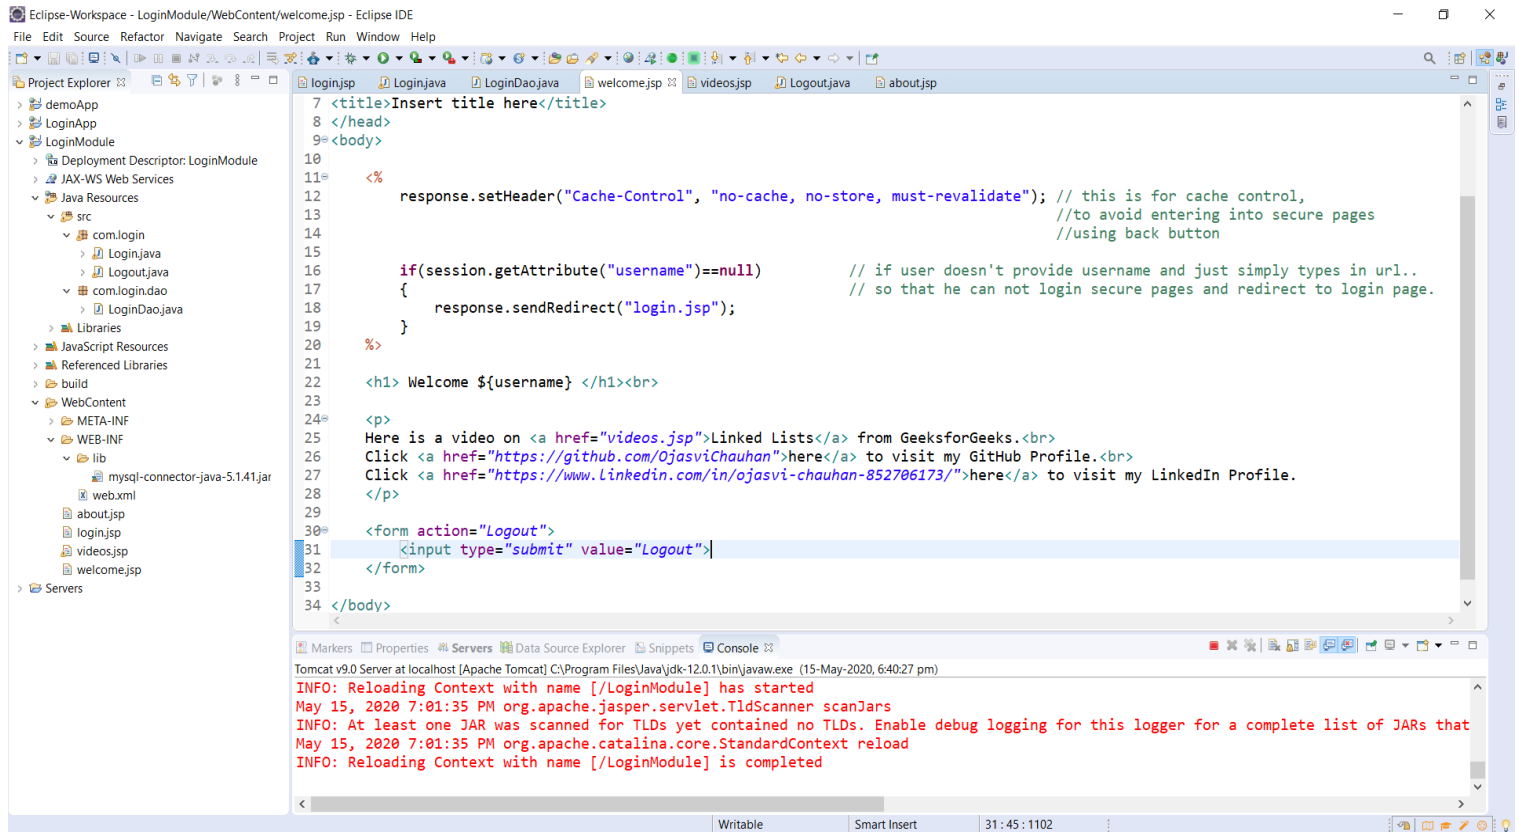 Eclipse-Workspace - LoginModule/WebContent/welcome.jsp - Eclipse IDE
File Edit Source Refactor Navigate Search Project Run Window Help
Project Explorer
demoApp
LoginApp
LoginModule
Deployment Descriptor: LoginModule
JAX-WS Web Services
Java Resources
src
com.login
Login.java
Logout.java
com.login.dao
LoginDao.java
Libraries
JavaScript Resources
Referenced Libraries
build
WebContent
META-INF
WEB-INF
lib
mysql-connector-java-5.1.41.jar
web.xml
about.jsp
login.jsp
videos.jsp
welcome.jsp
Servers
login.jsp Login.java LoginDao.java welcome.jsp videos.jsp Logout.java about.jsp
7 <title>Insert title here</title>
8 </head>
9 <body>
10
11 <%
12 response.setHeader("Cache-Control", "no-cache, no-store, must-revalidate"); // this is for cache control,
13 //to avoid entering into secure pages
14 //using back button
15
16 if(session.getAttribute("username")==null) // if user doesn't provide username and just simply types in url..
17 { // so that he can not login secure pages and redirect to login page.
18 response.sendRedirect("login.jsp");
19 }
20 %>
21
22 <h1> Welcome ${username} </h1><br>
23
24 <p>
25 Here is a video on <a href="videos.jsp">Linked Lists</a> from GeeksforGeeks.<br>
26 Click <a href="https://github.com/OjasviChauhan">here</a> to visit my GitHub Profile.<br>
27 Click <a href="https://www.linkedin.com/in/ojasvi-chauhan-852706173/">here</a> to visit my LinkedIn Profile.
28 </p>
29
30 <form action="Logout">
31 <input type="submit" value="Logout">
32 </form>
33
34 </body>
Markers Properties Servers Data Source Explorer Snippets Console
Tomcat v9.0 Server at localhost [Apache Tomcat] C:\Program Files\Java\jdk-12.0.1\bin\javaw.exe (15-May-2020, 6:40:27 pm)
INFO: Reloading Context with name [/LoginModule] has started
May 15, 2020 7:01:35 PM org.apache.jasper.servlet.TldScanner scanJars
INFO: At least one JAR was scanned for TLDs yet contained no TLDs. Enable debug logging for this logger for a complete list of JARs that
May 15, 2020 7:01:35 PM org.apache.catalina.core.StandardContext reload
INFO: Reloading Context with name [/LoginModule] is completed
Writable Smart Insert 31 : 45 : 1102